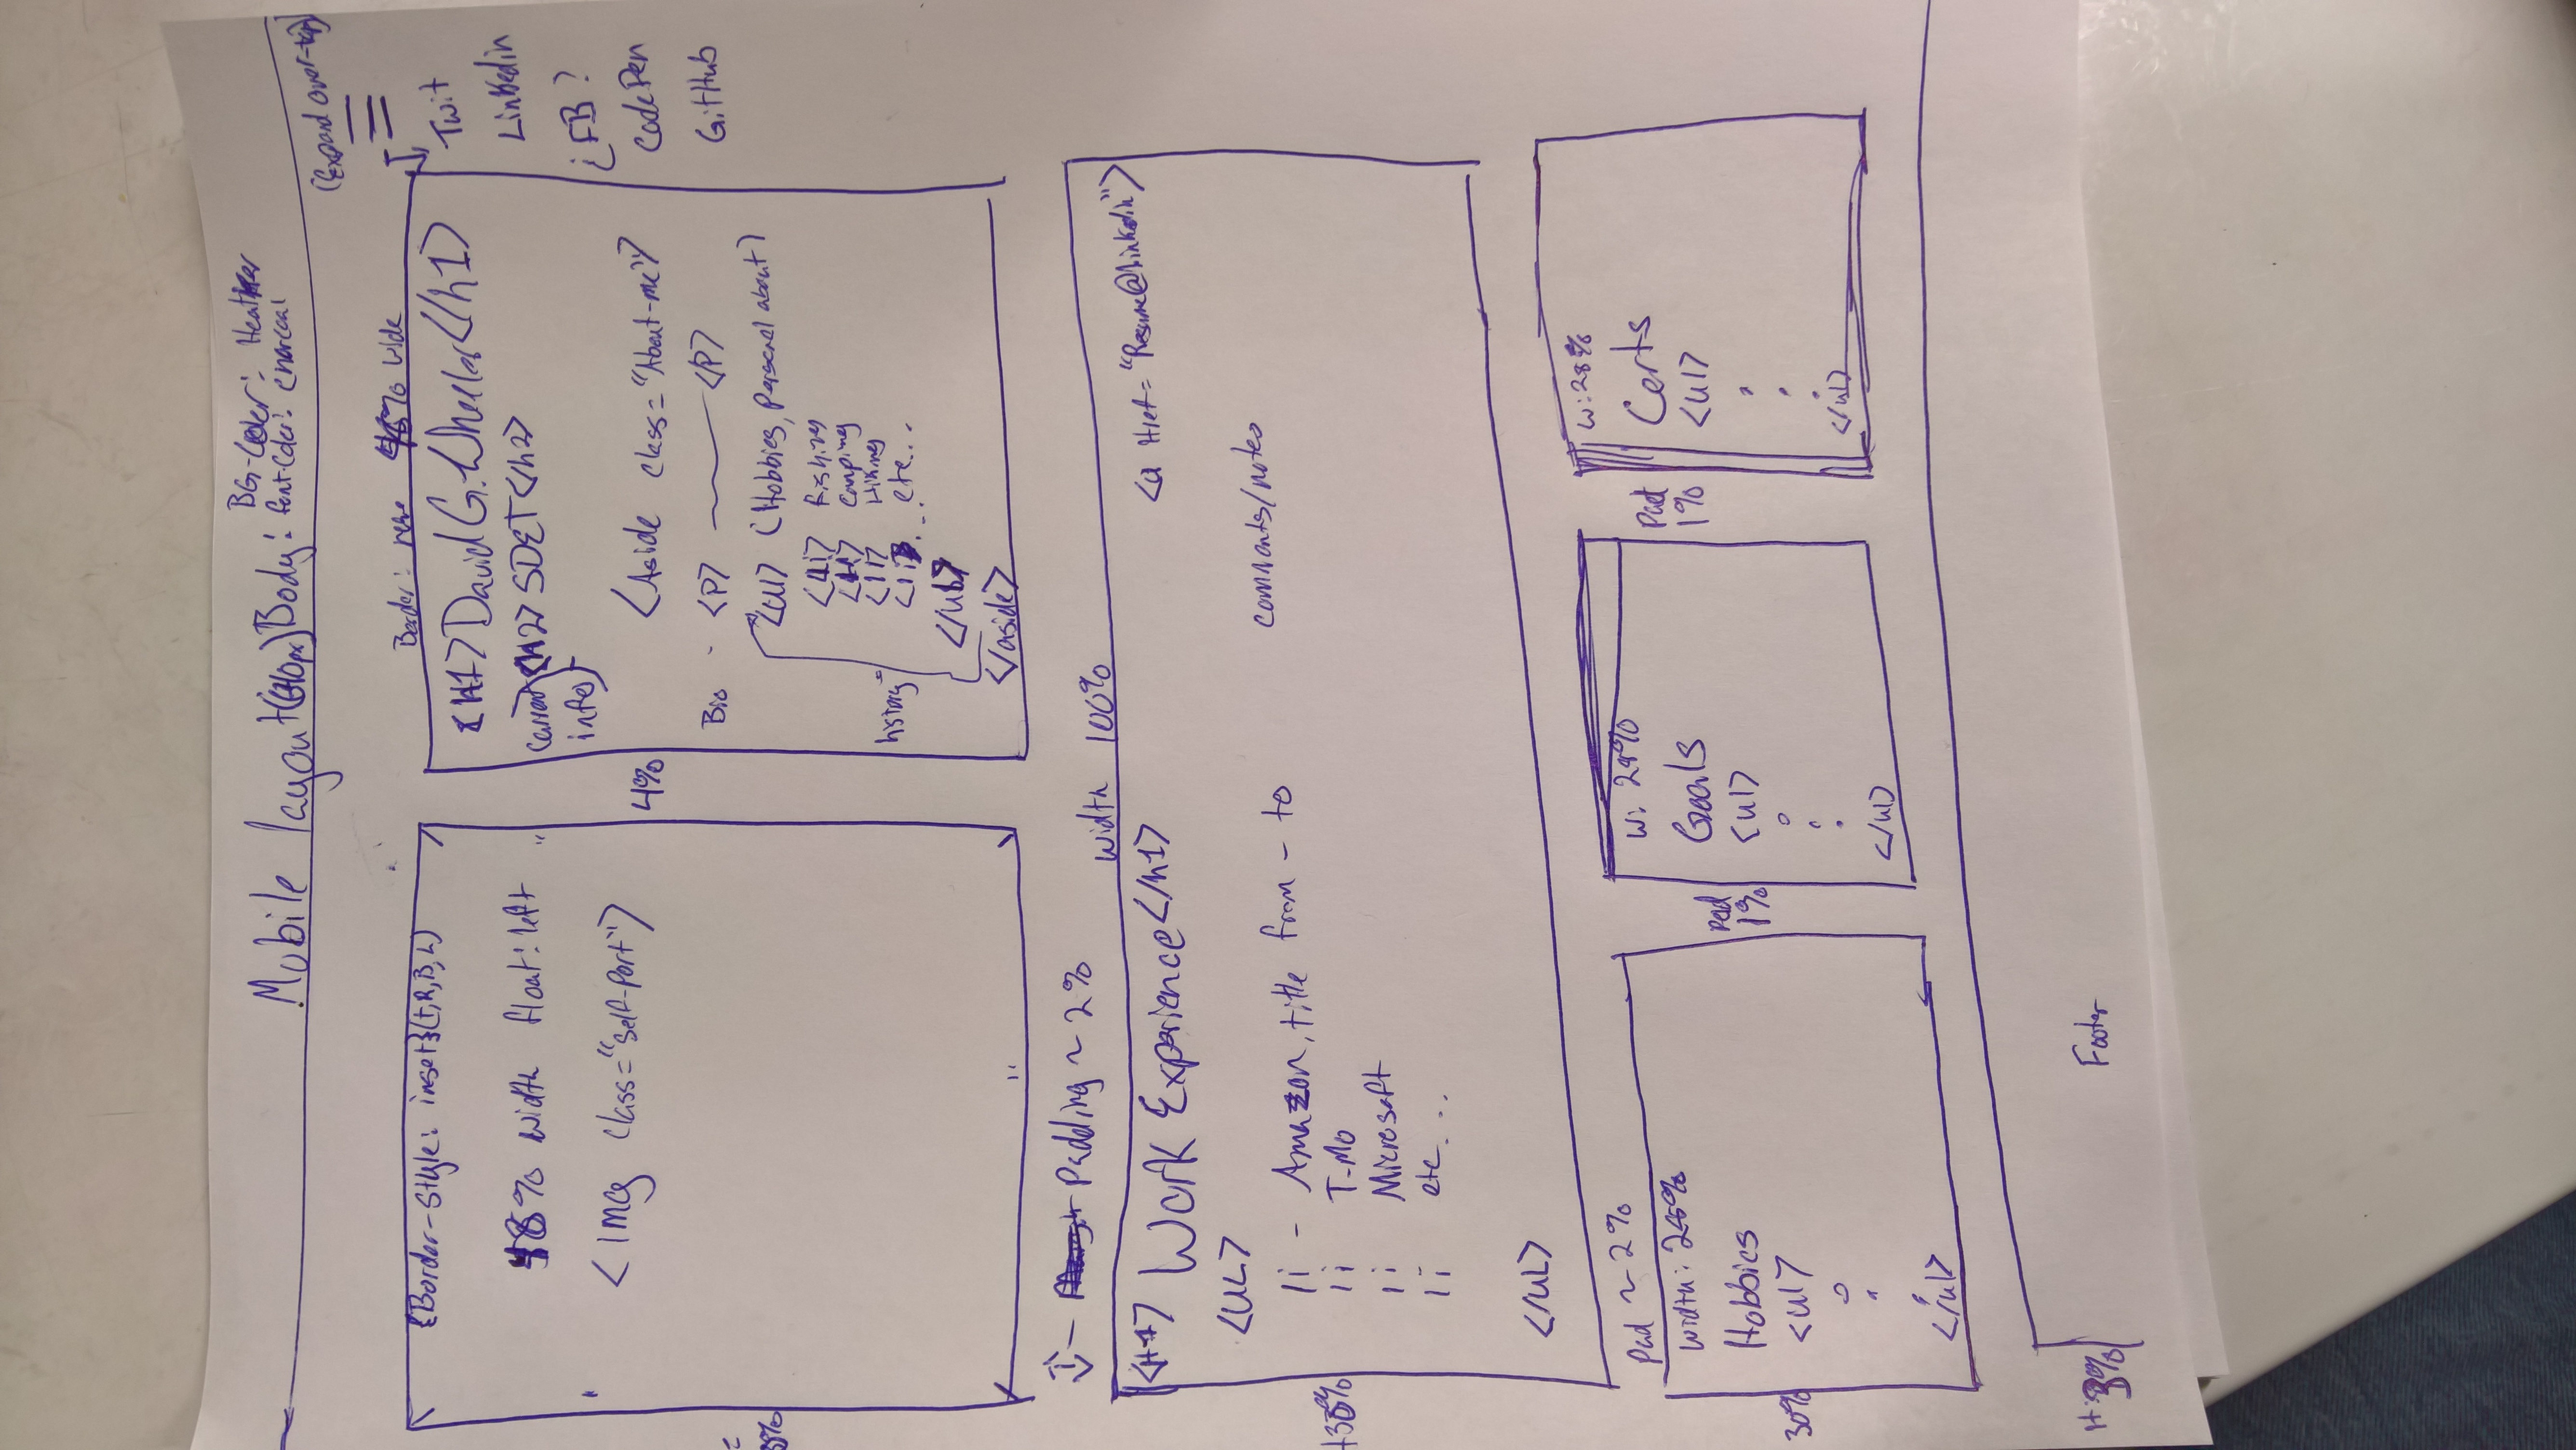 Mobile layout (640px) Body: BG-Color: Heather
font-Color: Charcoal
(Expand over-top)
{Border-style: inset}(T,R,B,L)
48% width float:left
<img class="self-port">
4%
Border: none 48% wide
<H1> David G. Wheeler</h1>
Current info) <H2> SDET</h2>
<Aside class="About-me">
Bio - <P> </P>
<ul> (Hobbies, personal about)
<li> fishing
<li> Camping
<li> Hiking
<li> ... etc...
history
</ul>
</aside>
Twit
Linkedin
¿FB?
CodePen
GitHub
Padding ~ 2%
width 100%
<H1> Work Experience</h1> <a Href="Resume@Linkedin">
<UL>
li - Amazon, title from - to comments/notes
li T-Mo
li Microsoft
li etc...
</UL>
Pad ~ 2%
30%
Width: 28%
Hobbies
<ul>
</ul>
Pad 1%
W: 28%
Goals
<ul>
</ul>
Pad 1%
W: 28%
Certs
<ul>
</ul>
H: 3%
Footer